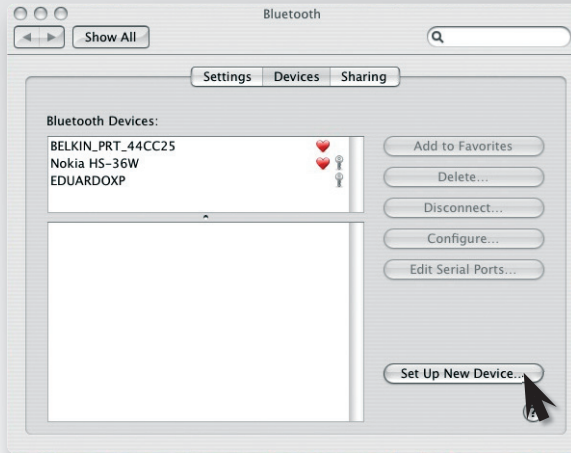 Bluetooth
Show All
Settings Devices Sharing
Bluetooth Devices:
BELKIN_PRT_44CC25
Nokia HS-36W
EDUARDOXP
Add to Favorites
Delete...
Disconnect...
Configure...
Edit Serial Ports...
Set Up New Device...